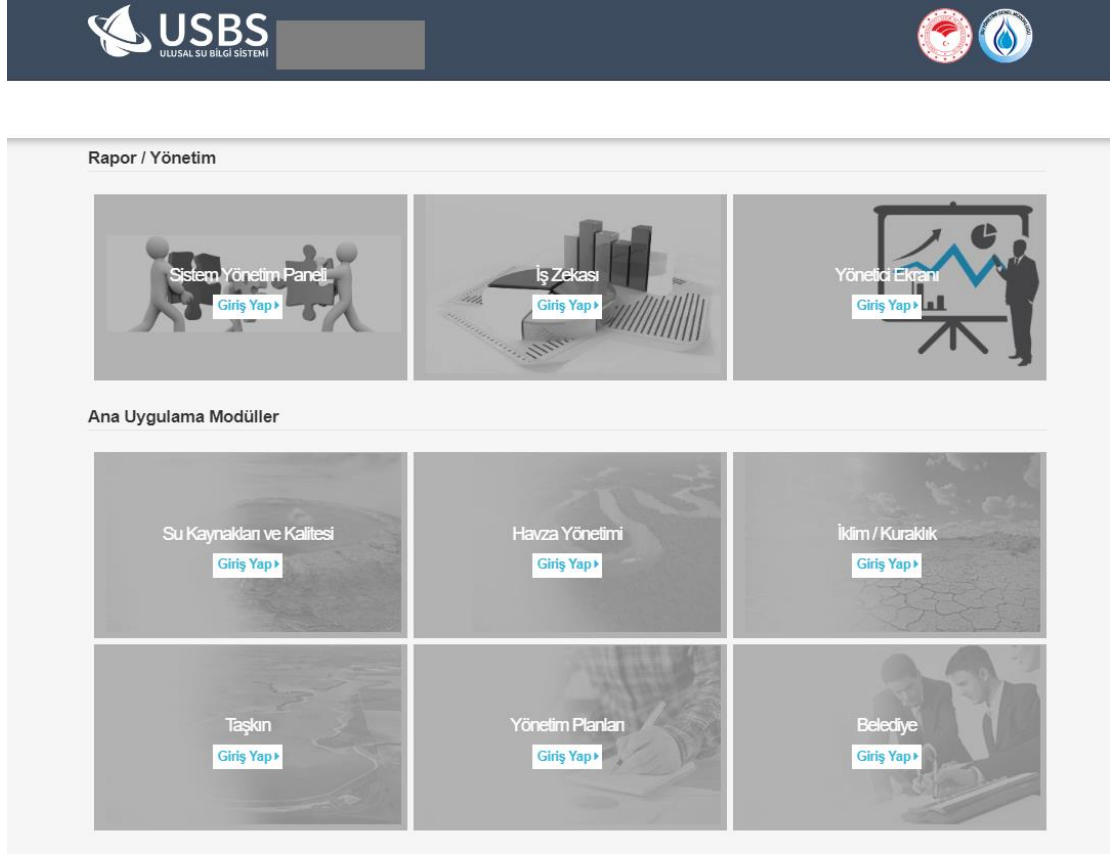 USBS
ULUSAL SU BİLGİ SİSTEMİ
Rapor / Yönetim
Sistem Yönetim Paneli
Giriş Yap
İş Zekası
Giriş Yap
Yönetici Ekranı
Giriş Yap
Ana Uygulama Modüller
Su Kaynakları ve Kalitesi
Giriş Yap
Havza Yönetimi
Giriş Yap
İklim / Kuraklık
Giriş Yap
Taşkın
Giriş Yap
Yönetim Planları
Giriş Yap
Belediye
Giriş Yap